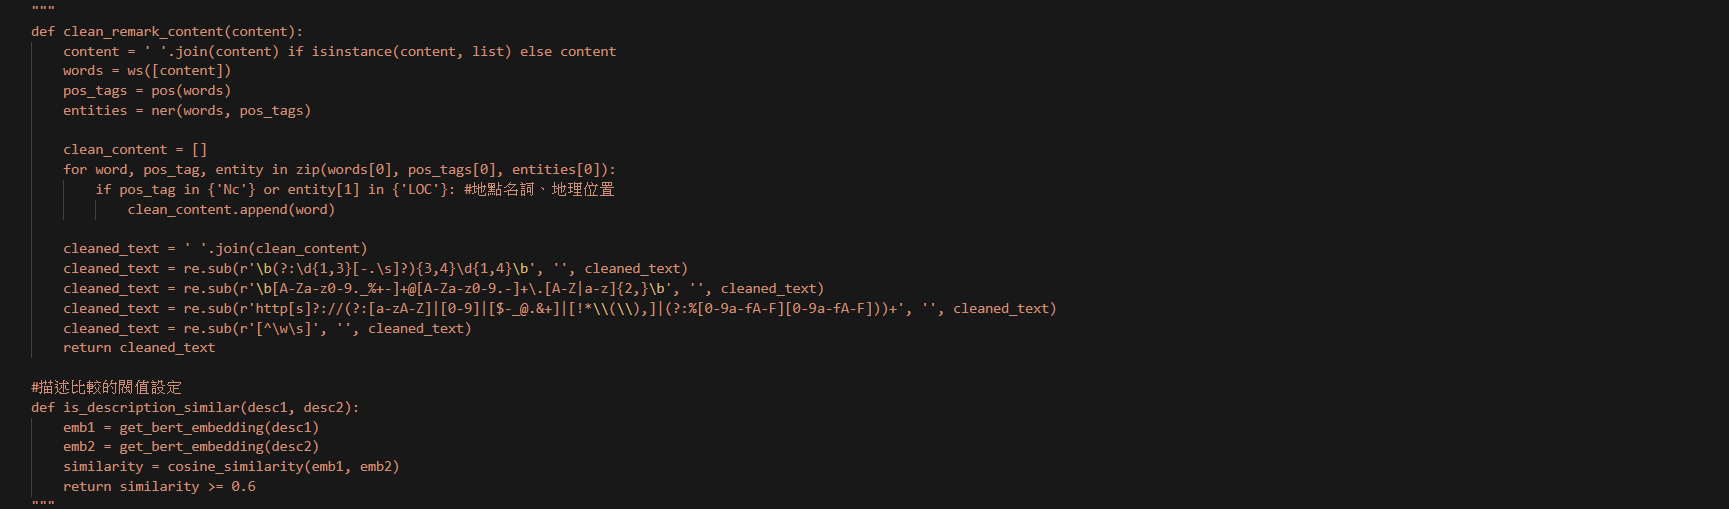 """
def clean_remark_content(content):
    content = ' '.join(content) if isinstance(content, list) else content
    words = ws([content])
    pos_tags = pos(words)
    entities = ner(words, pos_tags)

    clean_content = []
    for word, pos_tag, entity in zip(words[0], pos_tags[0], entities[0]):
        if pos_tag in {'Nc'} or entity[1] in {'LOC'}: #地點名詞、地理位置
            clean_content.append(word)

    cleaned_text = ' '.join(clean_content)
    cleaned_text = re.sub(r'\b(?:\d{1,3}[-.\s]?){3,4}\d{1,4}\b', '', cleaned_text)
    cleaned_text = re.sub(r'\b[A-Za-z0-9._%+-]+@[A-Za-z0-9.-]+\.[A-Z|a-z]{2,}\b', '', cleaned_text)
    cleaned_text = re.sub(r'http[s]?://(?:[a-zA-Z]|[0-9]|[$-_@.&+]|[!*\\(\\),]|(?:%[0-9a-fA-F][0-9a-fA-F]))+', '', cleaned_text)
    cleaned_text = re.sub(r'[^\w\s]', '', cleaned_text)
    return cleaned_text

#描述比較的閥值設定
def is_description_similar(desc1, desc2):
    emb1 = get_bert_embedding(desc1)
    emb2 = get_bert_embedding(desc2)
    similarity = cosine_similarity(emb1, emb2)
    return similarity >= 0.6
"""